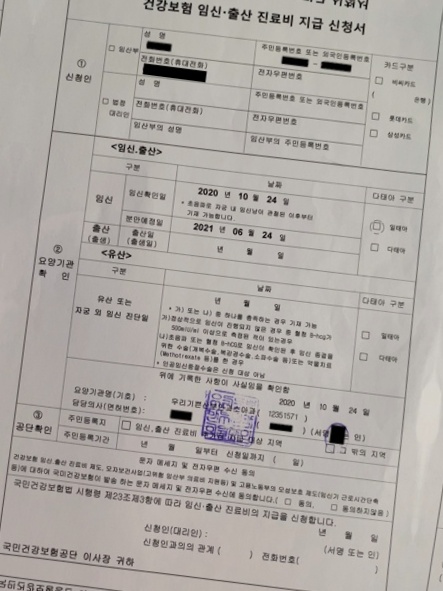 건강보험 임신·출산 진료비 지급 신청서
①
신청인
□ 임산부
성 명
주민등록번호 또는 외국인등록번호
카드구분
전화번호(휴대전화)
전자우편번호
□ 비씨카드
( 은행)
□ 롯데카드
□ 삼성카드
□ 법정
대리인
성 명
주민등록번호 또는 외국인등록번호
전화번호(휴대전화)
전자우편번호
임산부의 성명
임산부의 주민등록번호
②
요양기관
확 인
<임신.출산>
구분
날짜
다태아 구분
임신
임신확인일
2020 년 10 월 24 일
* 초음파로 자궁 내 임신낭이 관찰된 이후부터
기재 가능합니다.
분만예정일
2021 년 06 월 24 일
□ 일태아
□ 다태아
출산
(출생)
출산일
(출생일)
년 월 일
<유산>
구분
날짜
다태아 구분
유산 또는
자궁 외 임신 진단일
년 월 일
* 가) 또는 나) 중 하나를 충족하는 경우 기재 가능
가)정상적으로 임신이 진행되지 않은 경우 중 혈청 β-hcg가
500mIU/ml 이상으로 측정된 적이 있는 경우
나)초음파 또는 혈청 β-hCG로 임신이 확인된 후 임신 종결을
위한 수술(개복수술,복강경수술,소파수술 등)또는 약물치료
(Methotrexate 등)를 한 경우
* 인공임신중절수술은 신청 대상 아님
□ 일태아
□ 다태아
위에 기록한 사항이 사실임을 확인함
2020 년 10 월 24 일
요양기관명(기호) :
(12351571)
담당의사(면허번호) :
(서명 또는 인)
③
공단확인
주민등록지
□ 임신.출산 진료비
대상 지역
□ 그 밖의 지역
주민등록기간
년 월 일부터 신청일까지 ( 일)
문자 메세지 및 전자우편 수신 동의
건강보험 임신.출산 진료비 제도, 모자보건사업(고위험 임산부 의료비 지원등) 및 고용노동부의 모성보호 제도(임신기 근로시간단축
등)에 대하여 국민건강보험이 발송하는 문자 메세지 및 전자우편 수신에 동의합니다.( □ 동의, □ 동의하지않음 )
국민건강보험법 시행령 제23조제3항에 따라 임신·출산 진료비의 지급을 신청합니다.
년 월 일
신청인(대리인) : (서명 또는 인)
신청인과의 관계 ( ) 전화번호( )
국민건강보험공단 이사장 귀하